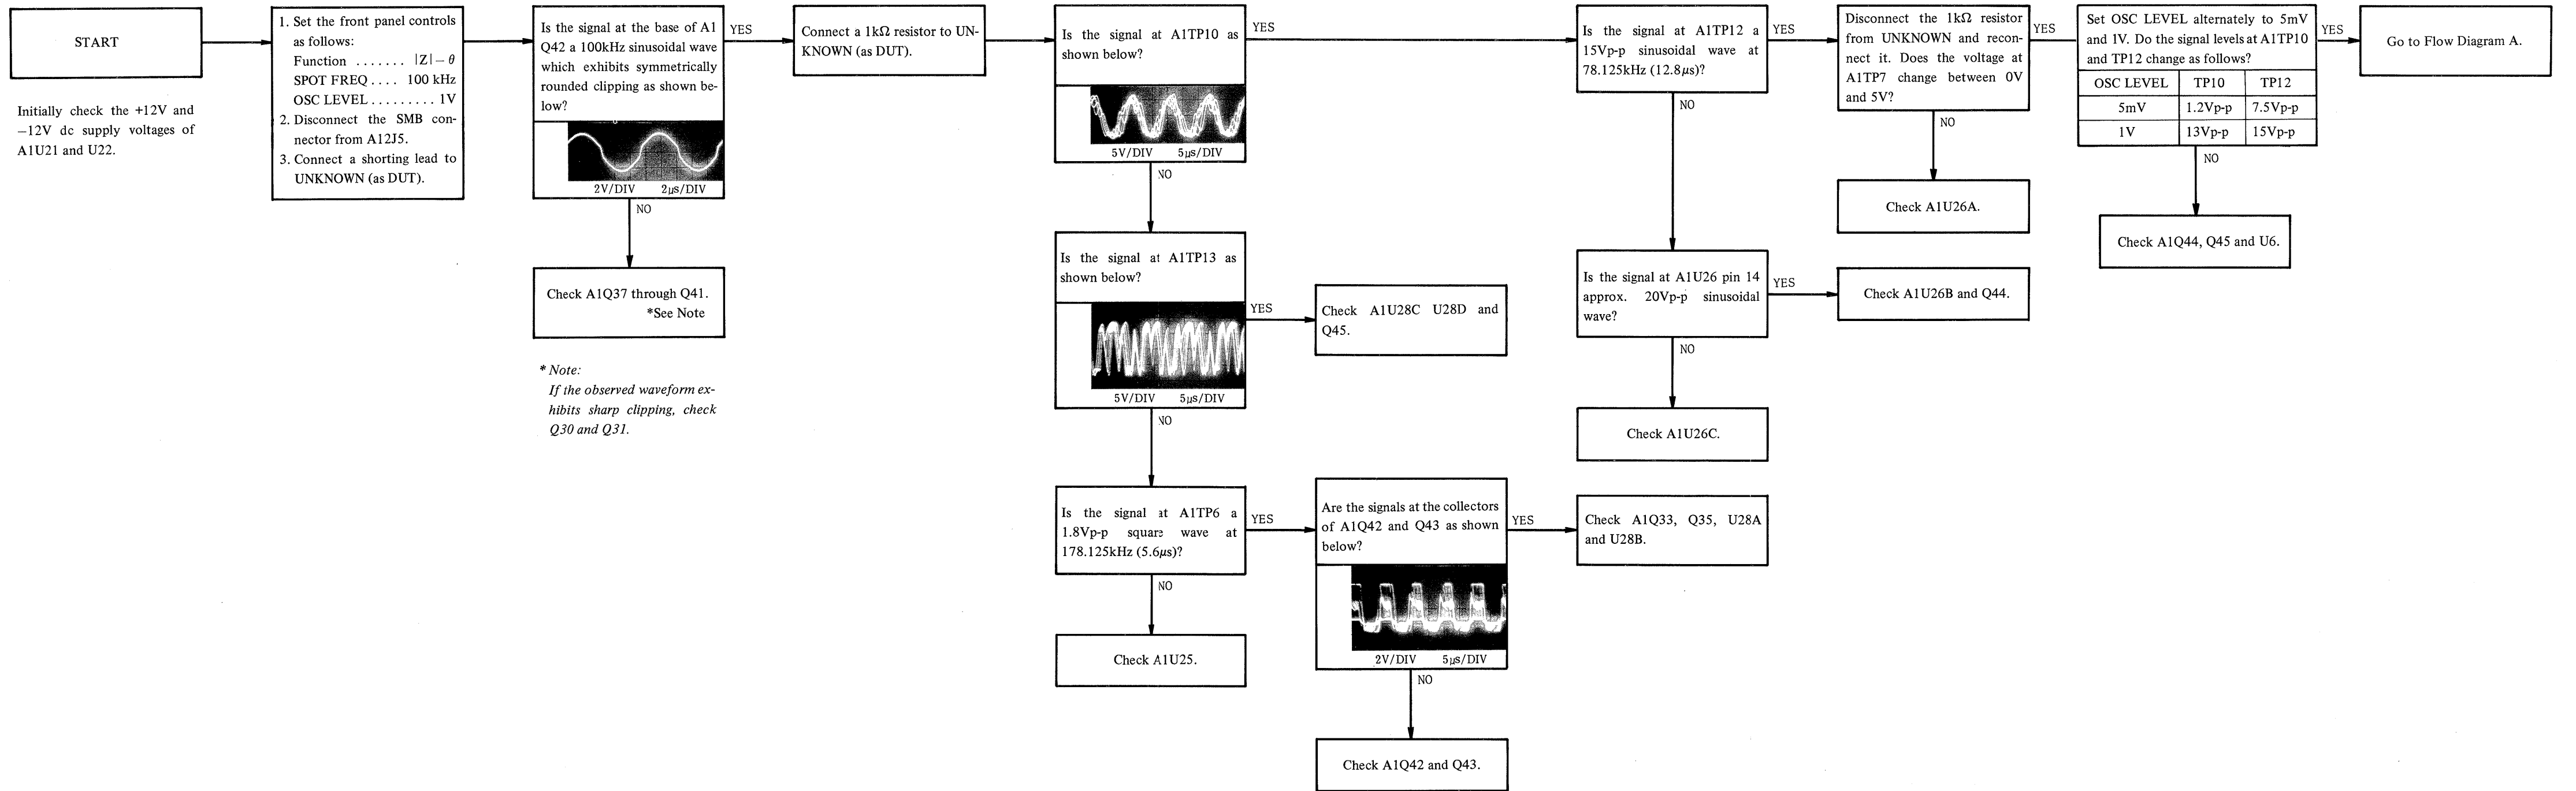 START
Initially check the +12V and
−12V dc supply voltages of
A1U21 and U22.
1. Set the front panel controls
as follows:
Function ....... |Z| − θ
SPOT FREQ .... 100 kHz
OSC LEVEL ......... 1V
2. Disconnect the SMB con-
nector from A12J5.
3. Connect a shorting lead to
UNKNOWN (as DUT).
Is the signal at the base of A1
Q42 a 100kHz sinusoidal wave
which exhibits symmetrically
rounded clipping as shown be-
low?
2V/DIV 2µs/DIV
YES
NO
Check A1Q37 through Q41.
*See Note
* Note:
If the observed waveform ex-
hibits sharp clipping, check
Q30 and Q31.
Connect a 1kΩ resistor to UN-
KNOWN (as DUT).
Is the signal at A1TP10 as
shown below?
5V/DIV 5µs/DIV
YES
NO
Is the signal at A1TP13 as
shown below?
5V/DIV 5µs/DIV
YES
NO
Check A1U28C U28D and
Q45.
Is the signal at A1TP6 a
1.8Vp-p square wave at
178.125kHz (5.6µs)?
YES
NO
Check A1U25.
Are the signals at the collectors
of A1Q42 and Q43 as shown
below?
2V/DIV 5µs/DIV
YES
NO
Check A1Q33, Q35, U28A
and U28B.
Check A1Q42 and Q43.
Is the signal at A1TP12 a
15Vp-p sinusoidal wave at
78.125kHz (12.8µs)?
YES
NO
Is the signal at A1U26 pin 14
approx. 20Vp-p sinusoidal
wave?
YES
NO
Check A1U26B and Q44.
Check A1U26C.
Disconnect the 1kΩ resistor
from UNKNOWN and recon-
nect it. Does the voltage at
A1TP7 change between 0V
and 5V?
YES
NO
Check A1U26A.
Set OSC LEVEL alternately to 5mV
and 1V. Do the signal levels at A1TP10
and TP12 change as follows?
OSC LEVEL TP10 TP12
5mV 1.2Vp-p 7.5Vp-p
1V 13Vp-p 15Vp-p
YES
NO
Check A1Q44, Q45 and U6.
Go to Flow Diagram A.